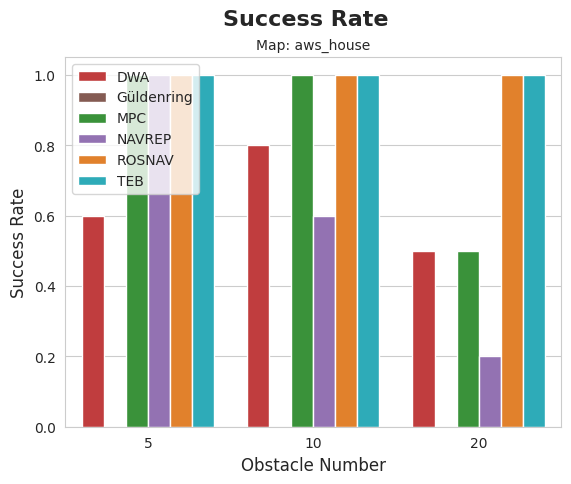 Success Rate
Map: aws_house
1.0
0.8
0.6
0.4
0.2
0.0
Success Rate
DWA
Güldenring
MPC
NAVREP
ROSNAV
TEB
5
10
20
Obstacle Number